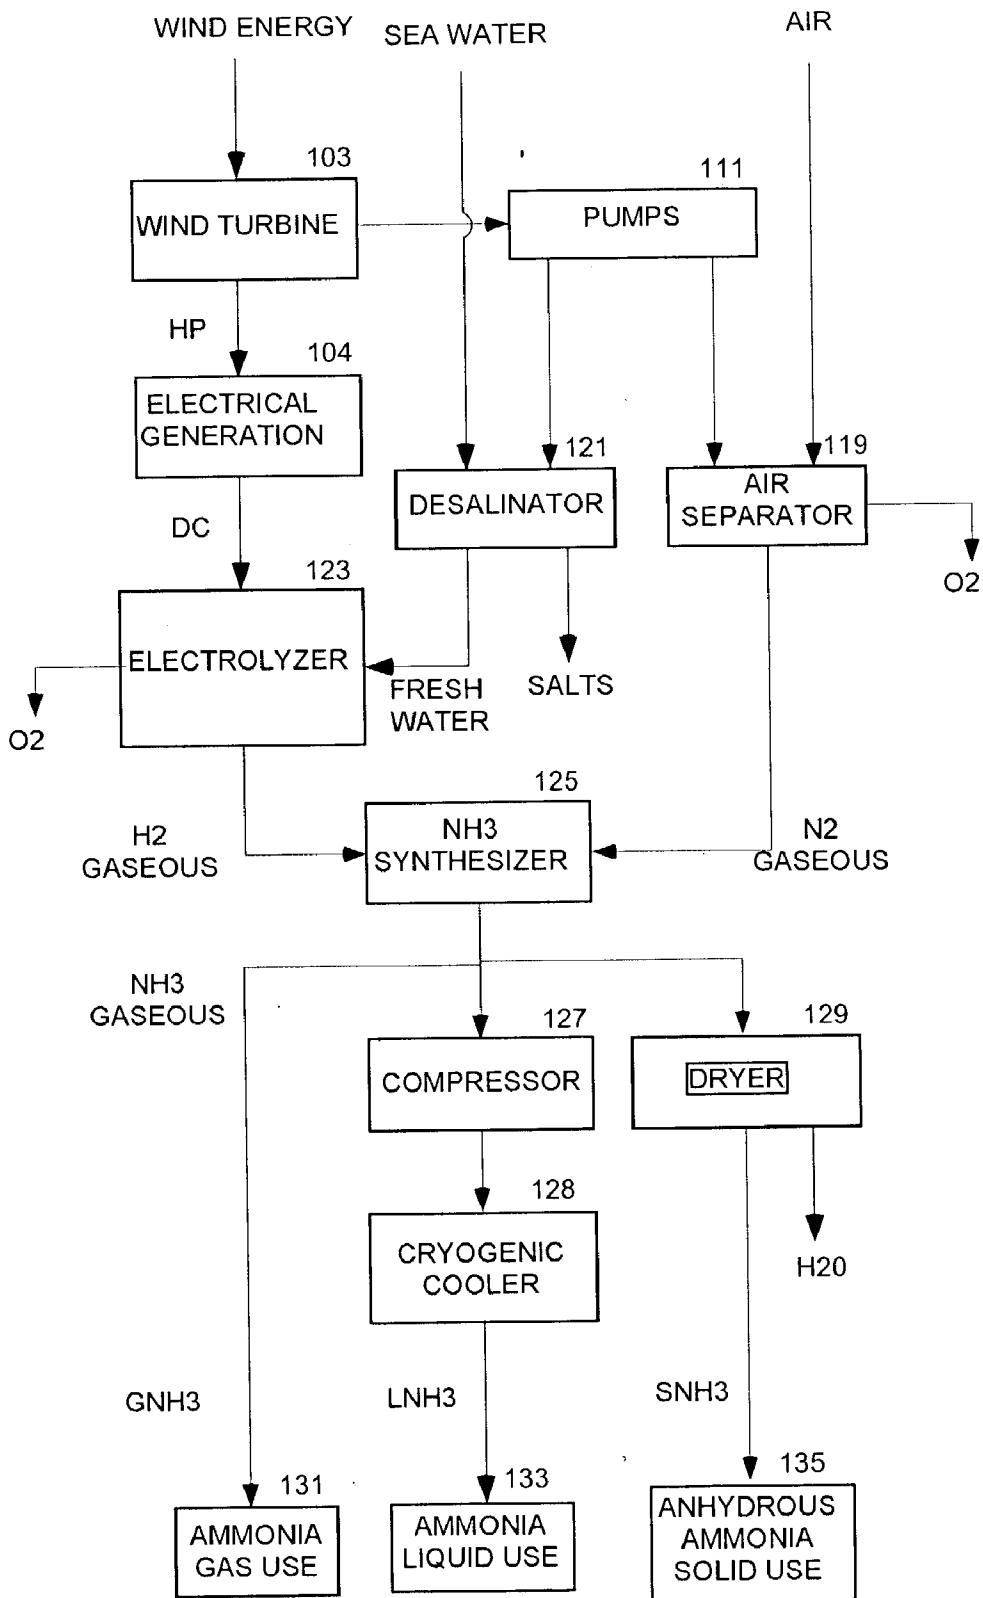 WIND ENERGY
SEA WATER
AIR
103
WIND TURBINE
111
PUMPS
HP
104
ELECTRICAL
GENERATION
121
DESALINATOR
119
AIR
SEPARATOR
DC
O2
123
ELECTROLYZER
FRESH
WATER
SALTS
O2
125
NH3
SYNTHESIZER
H2
GASEOUS
N2
GASEOUS
NH3
GASEOUS
127
COMPRESSOR
129
DRYER
128
CRYOGENIC
COOLER
H20
GNH3
LNH3
SNH3
131
AMMONIA
GAS USE
133
AMMONIA
LIQUID USE
135
ANHYDROUS
AMMONIA
SOLID USE